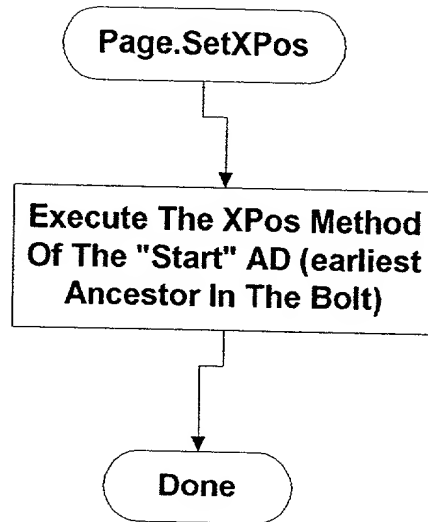 Page.SetXPos
Execute The XPos Method
Of The "Start" AD (earliest
Ancestor In The Bolt)
Done